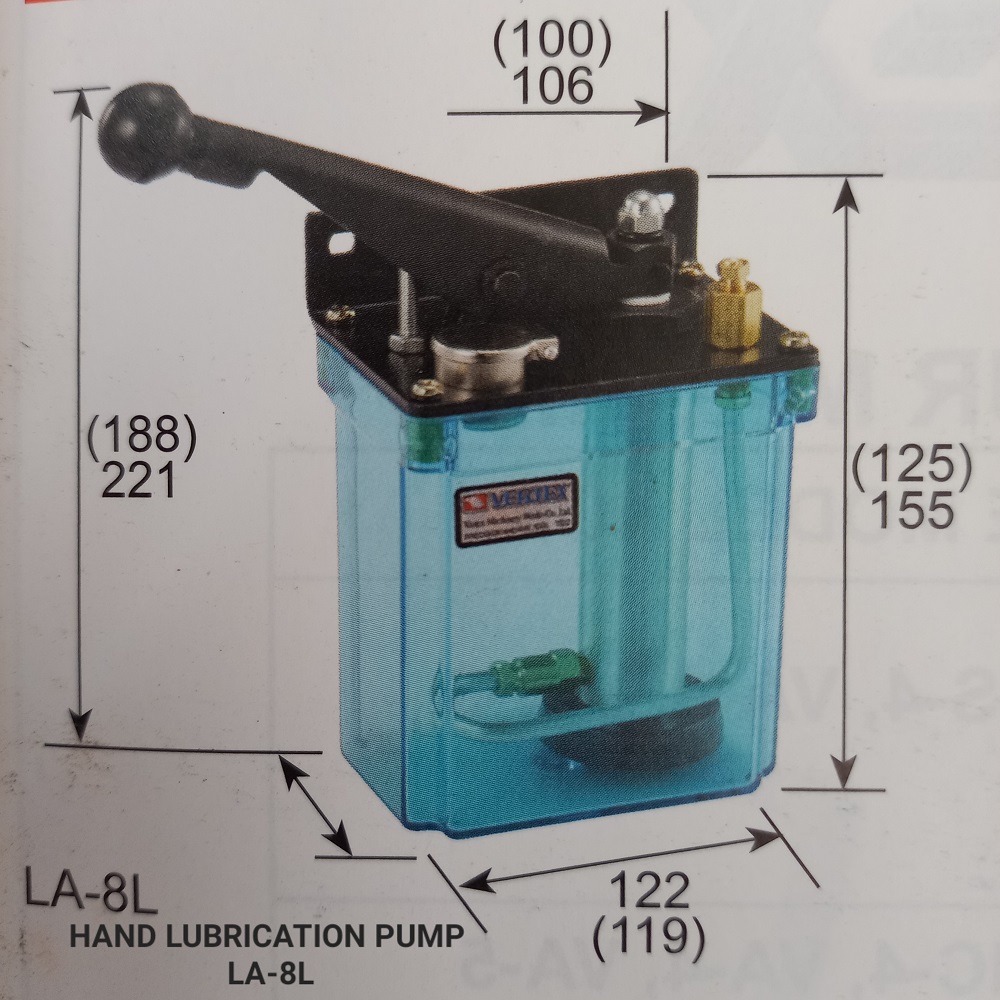 (100)
106
(188)
221
(125)
155
VERTEX
122
(119)
LA-8L
HAND LUBRICATION PUMP
LA-8L